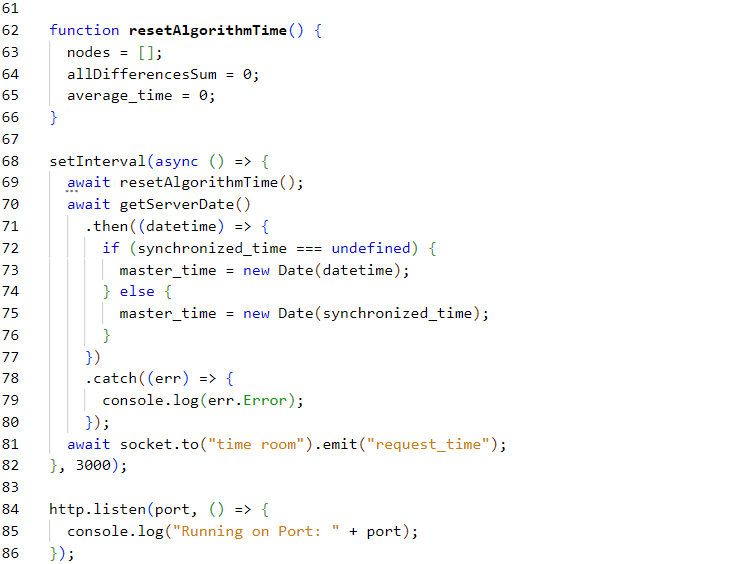 61
62 function resetAlgorithmTime() {
63 nodes = [];
64 allDifferencesSum = 0;
65 average_time = 0;
66 }
67
68 setInterval(async () => {
69 await resetAlgorithmTime();
70 await getServerDate()
71 .then((datetime) => {
72 if (synchronized_time === undefined) {
73 master_time = new Date(datetime);
74 } else {
75 master_time = new Date(synchronized_time);
76 }
77 })
78 .catch((err) => {
79 console.log(err.Error);
80 });
81 await socket.to("time room").emit("request_time");
82 }, 3000);
83
84 http.listen(port, () => {
85 console.log("Running on Port: " + port);
86 });